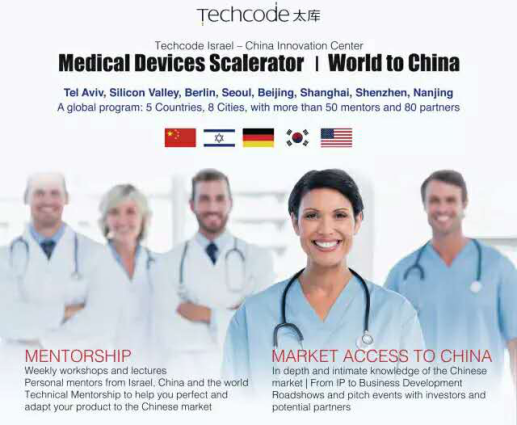 Techcode 太库
Techcode Israel – China Innovation Center
Medical Devices Scalerator | World to China
Tel Aviv, Silicon Valley, Berlin, Seoul, Beijing, Shanghai, Shenzhen, Nanjing
A global program: 5 Countries, 8 Cities, with more than 50 mentors and 80 partners
MENTORSHIP
Weekly workshops and lectures
Personal mentors from Israel, China and the world
Technical Mentorship to help you perfect and
adapt your product to the Chinese market
MARKET ACCESS TO CHINA
In depth and intimate knowledge of the Chinese
market | From IP to Business Development
Roadshows and pitch events with investors and
potential partners